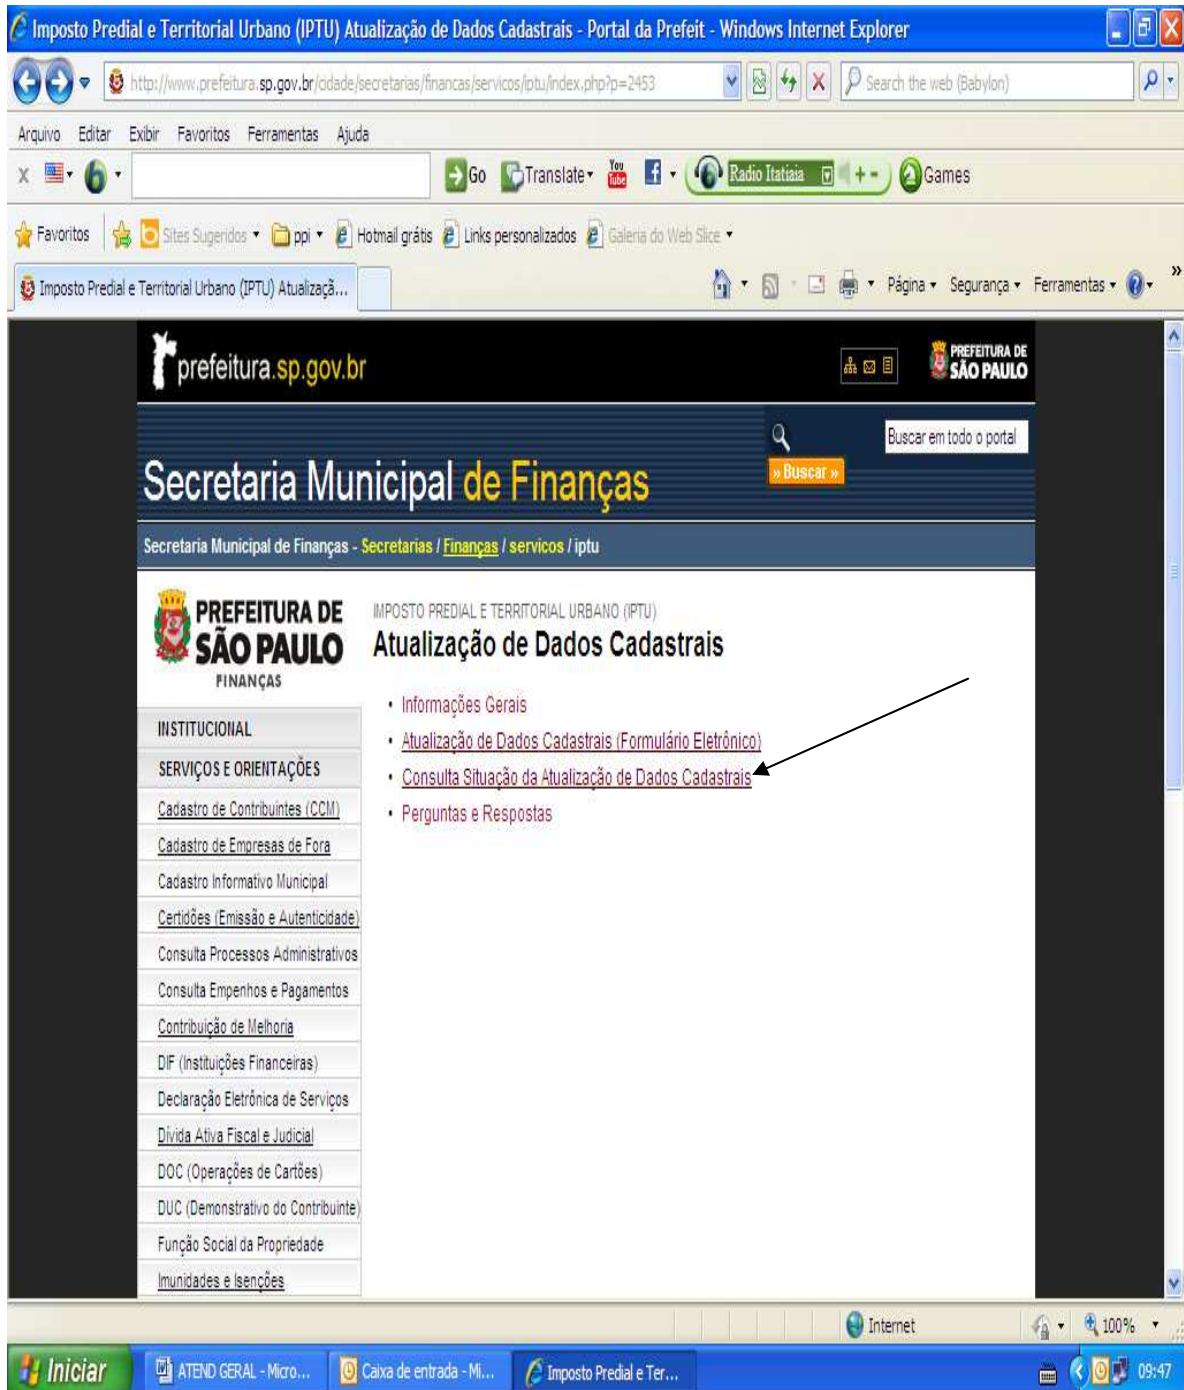 Imposto Predial e Territorial Urbano (IPTU) Atualização de Dados Cadastrais - Portal da Prefeit - Windows Internet Explorer
http://www.prefeitura.sp.gov.br/cidade/secretarias/financas/servicos/iptu/index.php?p=2453
Search the web (Babylon)
Arquivo Editar Exibir Favoritos Ferramentas Ajuda
X
Go Translate You Tube Radio Itatiaia + - Games
Favoritos Sites Sugeridos ppi Hotmail grátis Links personalizados Galeria do Web Slice
Imposto Predial e Territorial Urbano (IPTU) Atualizaçã...
Página Segurança Ferramentas »
prefeitura.sp.gov.br
PREFEITURA DE
SÃO PAULO
Buscar em todo o portal
» Buscar »
Secretaria Municipal de Finanças
Secretaria Municipal de Finanças - Secretarias / Finanças / servicos / iptu
PREFEITURA DE
SÃO PAULO
FINANÇAS
IMPOSTO PREDIAL E TERRITORIAL URBANO (IPTU)
Atualização de Dados Cadastrais
• Informações Gerais
• Atualização de Dados Cadastrais (Formulário Eletrônico)
• Consulta Situação da Atualização de Dados Cadastrais
• Perguntas e Respostas
INSTITUCIONAL
SERVIÇOS E ORIENTAÇÕES
Cadastro de Contribuintes (CCM)
Cadastro de Empresas de Fora
Cadastro Informativo Municipal
Certidões (Emissão e Autenticidade)
Consulta Processos Administrativos
Consulta Empenhos e Pagamentos
Contribuição de Melhoria
DIF (Instituições Financeiras)
Declaração Eletrônica de Serviços
Dívida Ativa Fiscal e Judicial
DOC (Operações de Cartões)
DUC (Demonstrativo do Contribuinte)
Função Social da Propriedade
Imunidades e Isenções
Internet
100%
Iniciar
ATEND GERAL - Micro...
Caixa de entrada - Mi...
Imposto Predial e Ter...
09:47